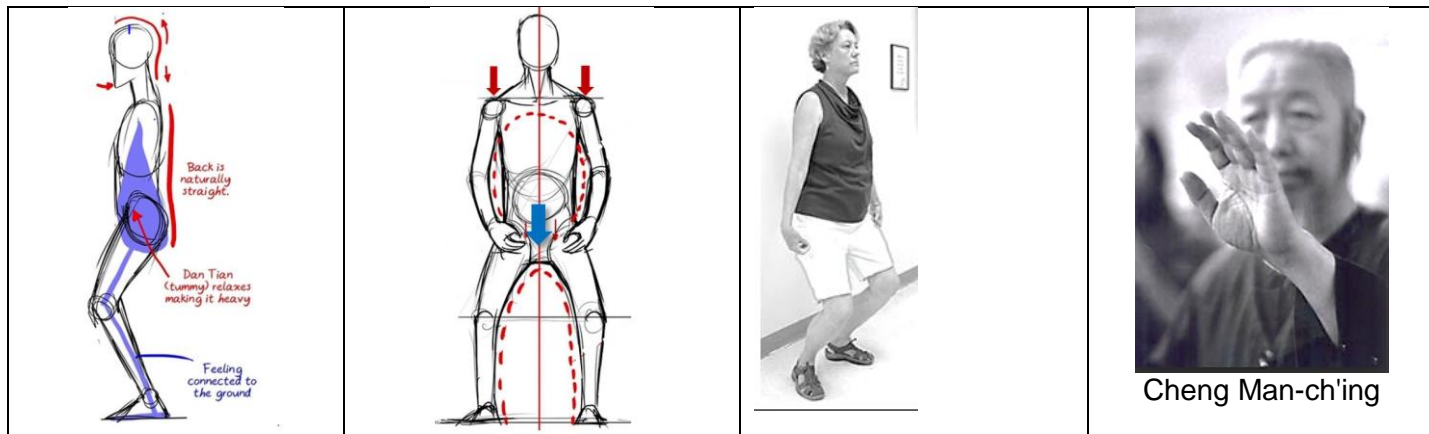 Back is
naturally
straight.
Dan Tian
(tummy) relaxes
making it heavy
Feeling
connected to
the ground
Cheng Man-ch'ing